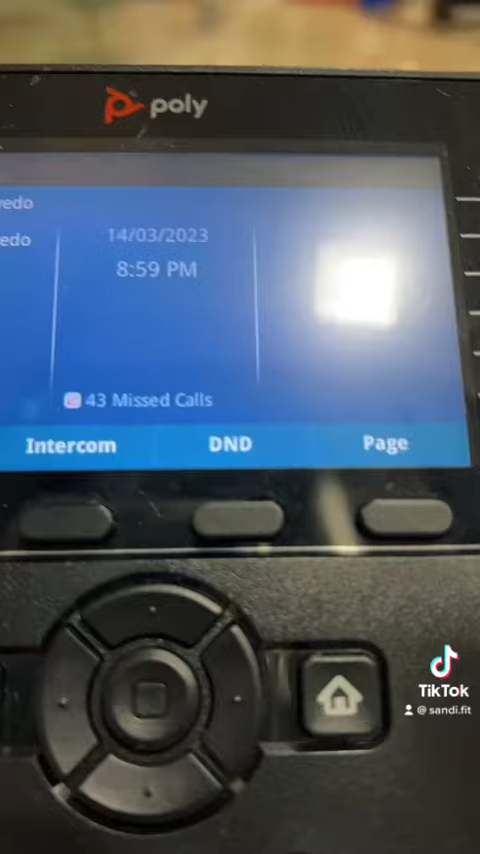 poly
edo
edo
14/03/2023
8:59 PM
43 Missed Calls
Intercom
DND
Page
TikTok
@ sandi.fit